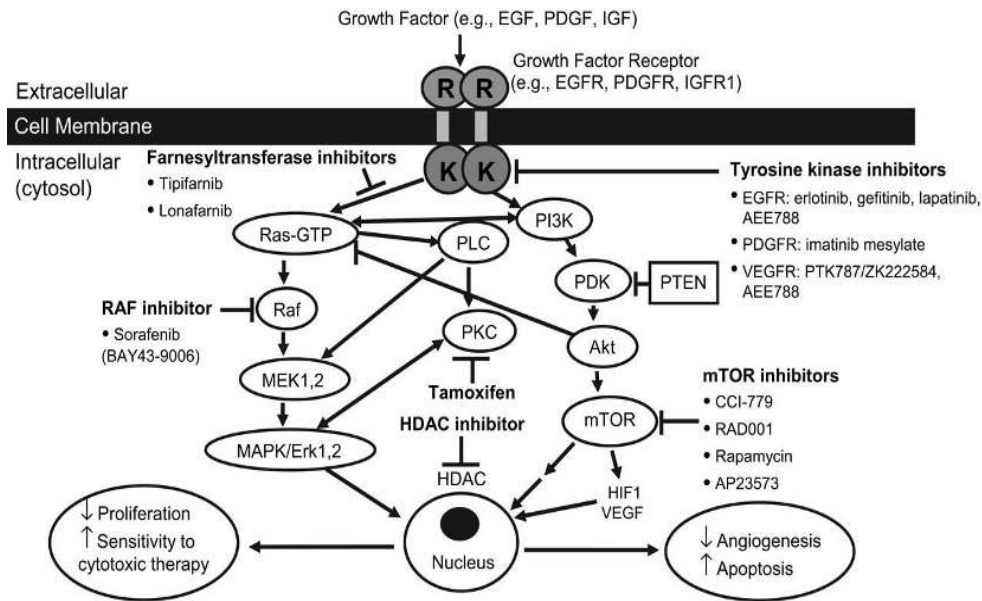 Growth Factor (e.g., EGF, PDGF, IGF)
Growth Factor Receptor
(e.g., EGFR, PDGFR, IGFR1)
R R
Extracellular
Cell Membrane
Intracellular
(cytosol)
K K
Farnesyltransferase inhibitors
• Tipifarnib
• Lonafarnib
Tyrosine kinase inhibitors
• EGFR: erlotinib, gefitinib, lapatinib,
AEE788
• PDGFR: imatinib mesylate
• VEGFR: PTK787/ZK222584,
AEE788
Ras-GTP
PLC
PI3K
PDK
PTEN
RAF inhibitor
• Sorafenib
(BAY43-9006)
Raf
PKC
Akt
MEK1,2
Tamoxifen
mTOR inhibitors
• CCI-779
• RAD001
• Rapamycin
• AP23573
mTOR
HDAC inhibitor
MAPK/Erk1,2
HDAC
HIF1
VEGF
Nucleus
↓ Proliferation
↑ Sensitivity to
cytotoxic therapy
↓ Angiogenesis
↑ Apoptosis